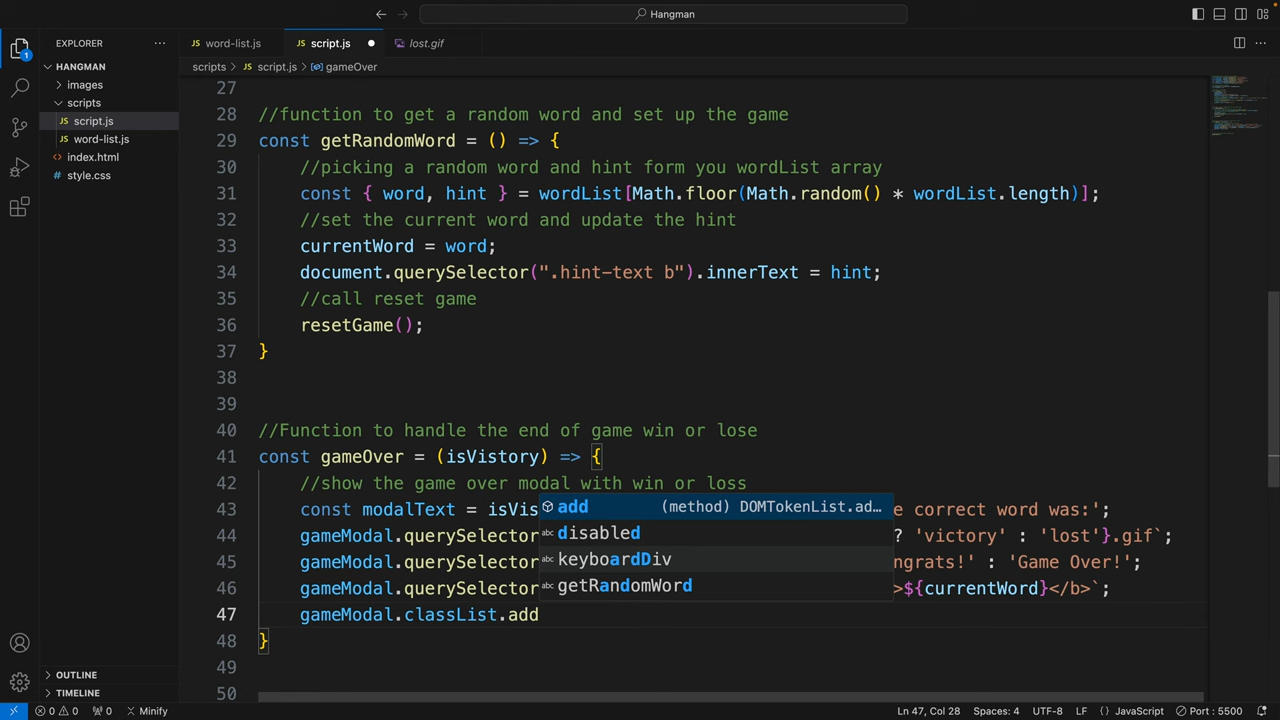 Hangman
EXPLORER
HANGMAN
images
scripts
JS script.js
JS word-list.js
<> index.html
style.css
OUTLINE
TIMELINE
1
JS word-list.js
JS script.js
lost.gif
scripts > JS script.js > gameOver
27
28 //function to get a random word and set up the game
29 const getRandomWord = () => {
30 //picking a random word and hint form you wordList array
31 const { word, hint } = wordList[Math.floor(Math.random() * wordList.length)];
32 //set the current word and update the hint
33 currentWord = word;
34 document.querySelector(".hint-text b").innerText = hint;
35 //call reset game
36 resetGame();
37 }
38
39
40 //Function to handle the end of game win or lose
41 const gameOver = (isVistory) => {
42 //show the game over modal with win or loss
43 const modalText = isVis e correct word was:';
44 gameModal.querySelector ? 'victory' : 'lost'}.gif`;
45 gameModal.querySelector ngrats!' : 'Game Over!';
46 gameModal.querySelector >${currentWord}</b>`;
47 gameModal.classList.add
48 }
49
50
add (method) DOMTokenList.ad…
abc disabled
abc keyboardDiv
abc getRandomWord
0 0 0 Minify Ln 47, Col 28 Spaces: 4 UTF-8 LF {} JavaScript Port : 5500